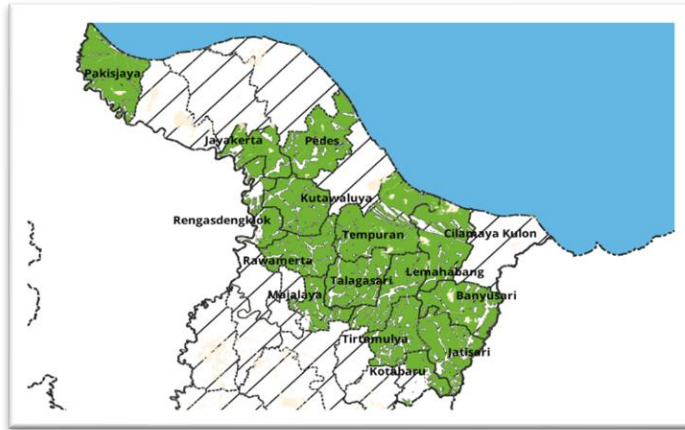 Pakisjaya
Jayakerta
Pedes
Kutawaluya
Rengasdengklok
Tempuran
Cilamaya Kulon
Rawamerta
Lemahabang
Talagasari
Majalaya
Banyusari
Tirtamulya
Jatisari
Kotabaru